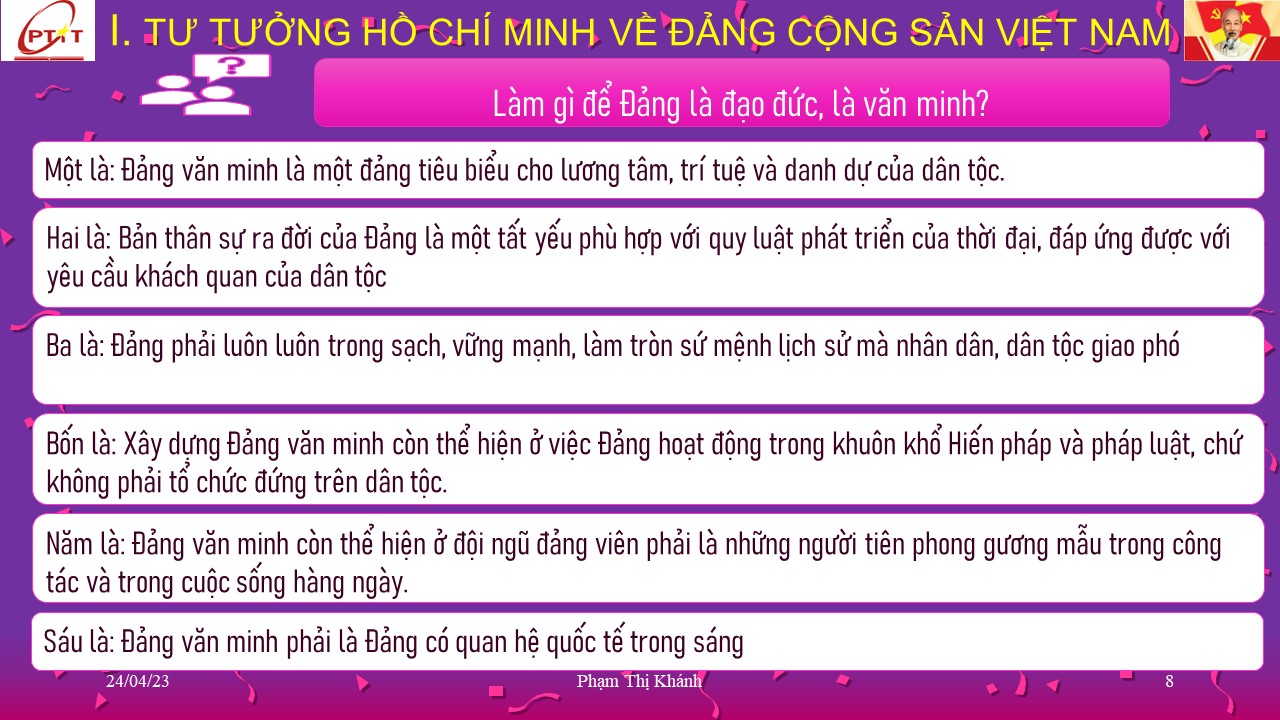 PTIT
I. TƯ TƯỞNG HỒ CHÍ MINH VỀ ĐẢNG CỘNG SẢN VIỆT NAM
?
Làm gì để Đảng là đạo đức, là văn minh?
Một là: Đảng văn minh là một đảng tiêu biểu cho lương tâm, trí tuệ và danh dự của dân tộc.
Hai là: Bản thân sự ra đời của Đảng là một tất yếu phù hợp với quy luật phát triển của thời đại, đáp ứng được với
yêu cầu khách quan của dân tộc
Ba là: Đảng phải luôn luôn trong sạch, vững mạnh, làm tròn sứ mệnh lịch sử mà nhân dân, dân tộc giao phó
Bốn là: Xây dựng Đảng văn minh còn thể hiện ở việc Đảng hoạt động trong khuôn khổ Hiến pháp và pháp luật, chứ
không phải tổ chức đứng trên dân tộc.
Năm là: Đảng văn minh còn thể hiện ở đội ngũ đảng viên phải là những người tiên phong gương mẫu trong công
tác và trong cuộc sống hàng ngày.
Sáu là: Đảng văn minh phải là Đảng có quan hệ quốc tế trong sáng
24/04/23
Phạm Thị Khánh
8